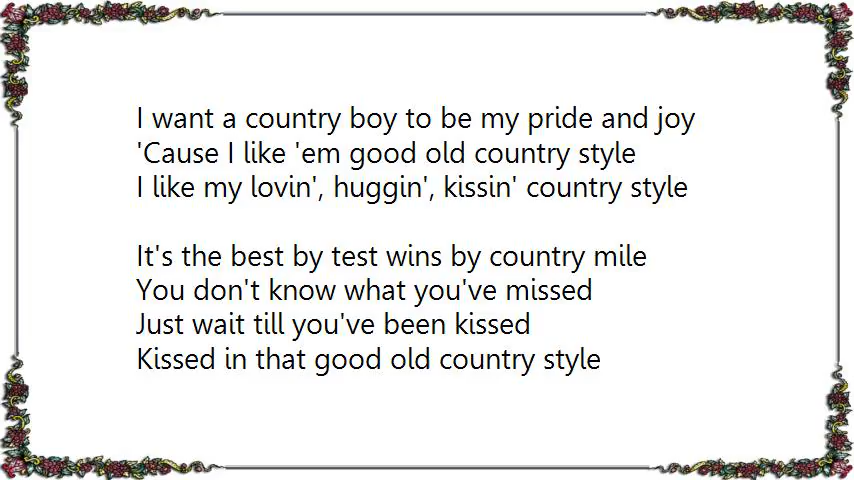 I want a country boy to be my pride and joy
'Cause I like 'em good old country style
I like my lovin', huggin', kissin' country style
It's the best by test wins by country mile
You don't know what you've missed
Just wait till you've been kissed
Kissed in that good old country style